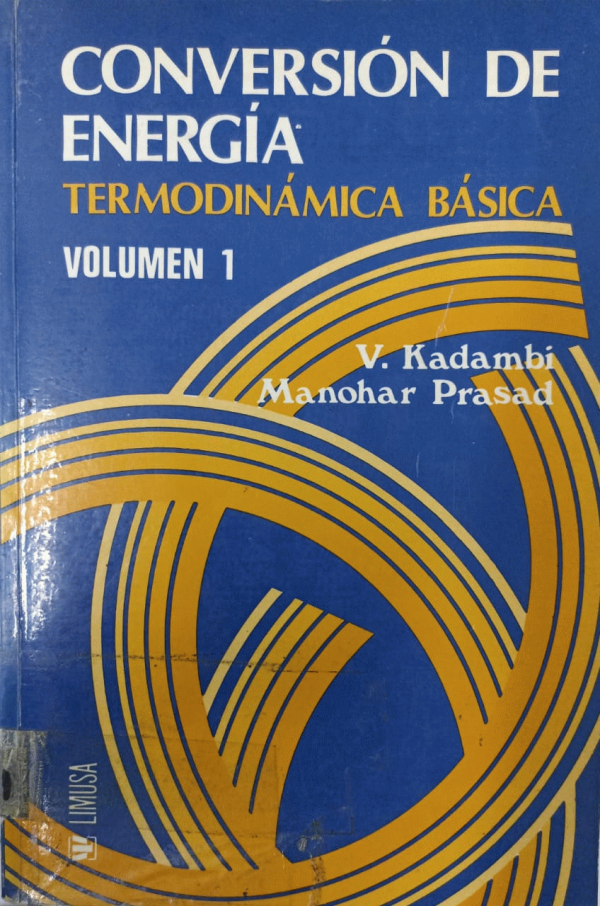 CONVERSIÓN DE
ENERGÍA
TERMODINÁMICA BÁSICA
VOLUMEN 1
V. Kadambi
Manohar Prasad
LIMUSA